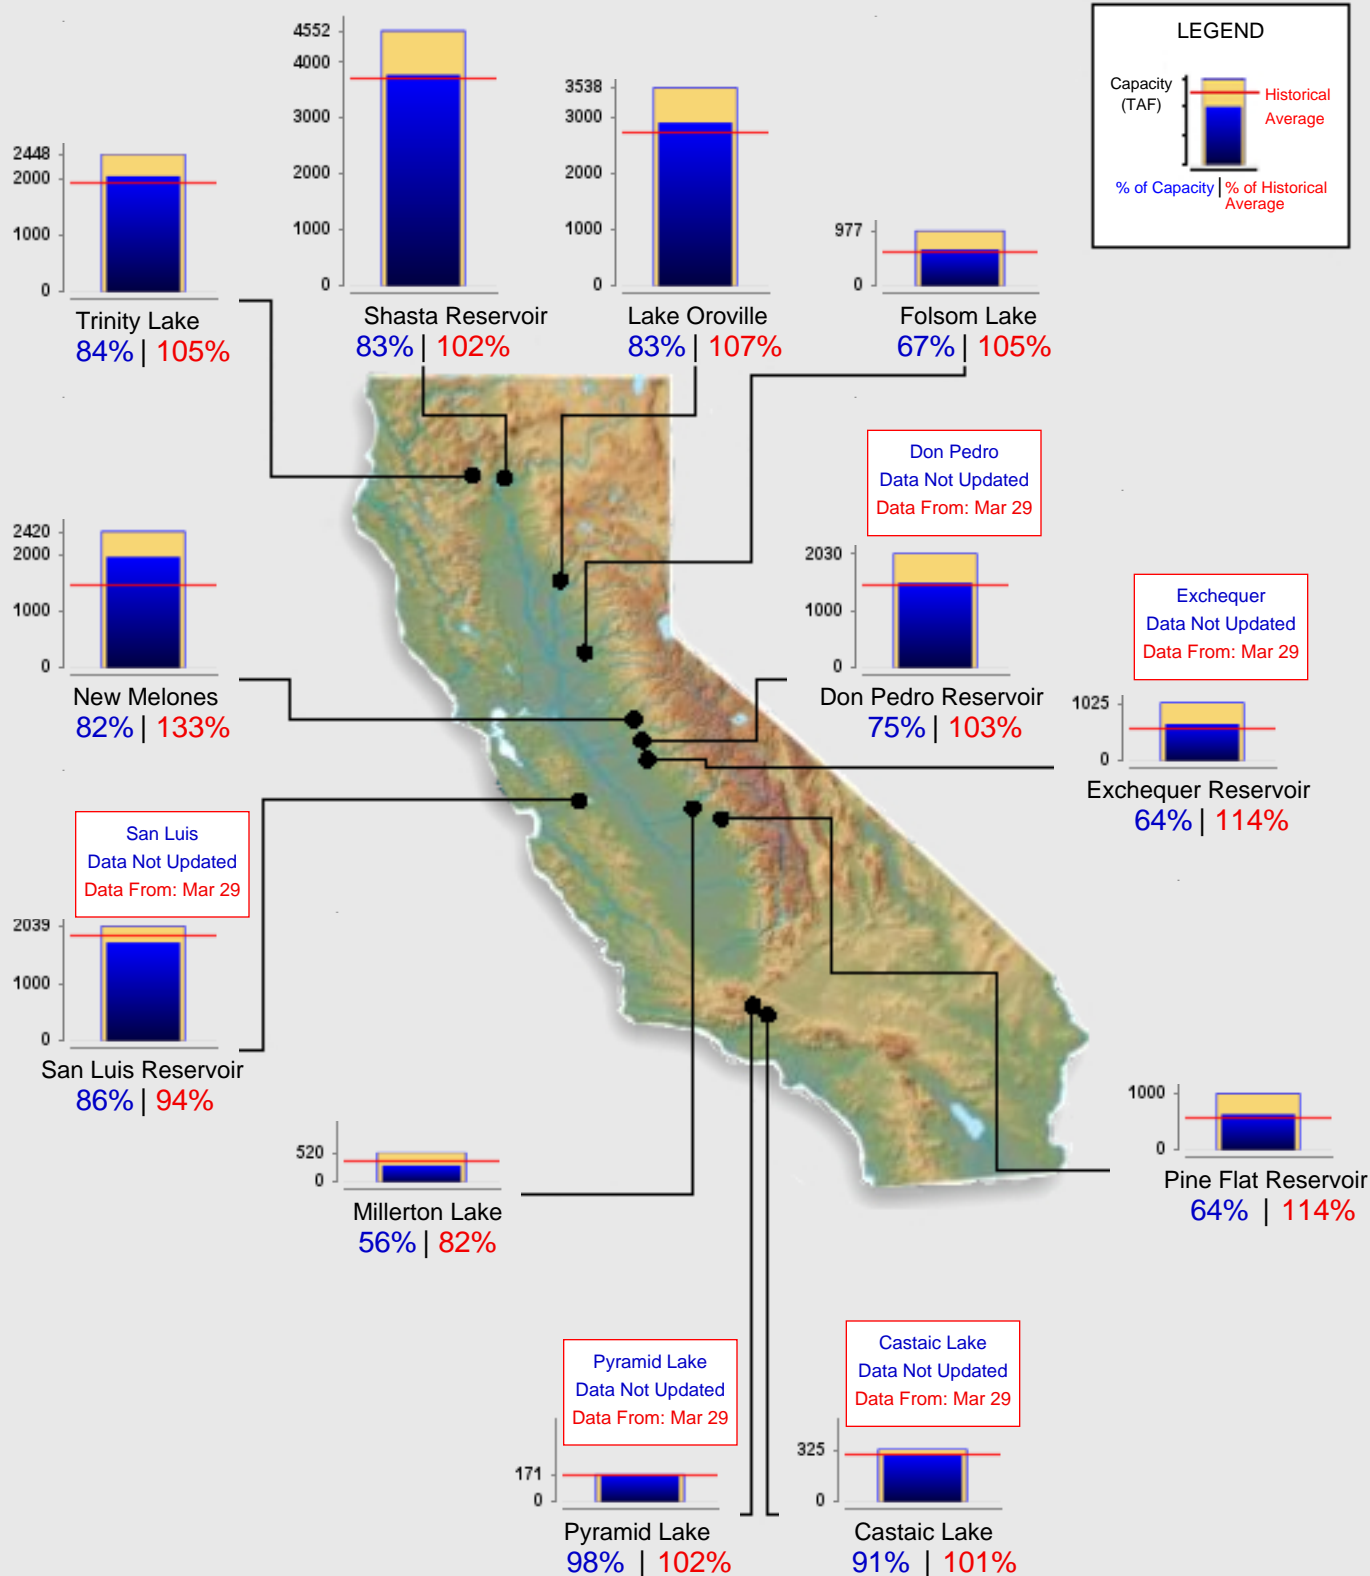 LEGEND
Capacity
(TAF)
Historical
Average
% of Capacity | % of Historical
Average
4552
4000
3000
2000
1000
0
Shasta Reservoir
83% | 102%
3538
3000
2000
1000
0
Lake Oroville
83% | 107%
2448
2000
1000
0
Trinity Lake
84% | 105%
977
0
Folsom Lake
67% | 105%
Don Pedro
Data Not Updated
Data From: Mar 29
2030
1000
0
Don Pedro Reservoir
75% | 103%
2420
2000
1000
0
New Melones
82% | 133%
Exchequer
Data Not Updated
Data From: Mar 29
1025
0
Exchequer Reservoir
64% | 114%
San Luis
Data Not Updated
Data From: Mar 29
2039
1000
0
San Luis Reservoir
86% | 94%
520
0
Millerton Lake
56% | 82%
1000
0
Pine Flat Reservoir
64% | 114%
Pyramid Lake
Data Not Updated
Data From: Mar 29
171
0
Pyramid Lake
98% | 102%
Castaic Lake
Data Not Updated
Data From: Mar 29
325
0
Castaic Lake
91% | 101%